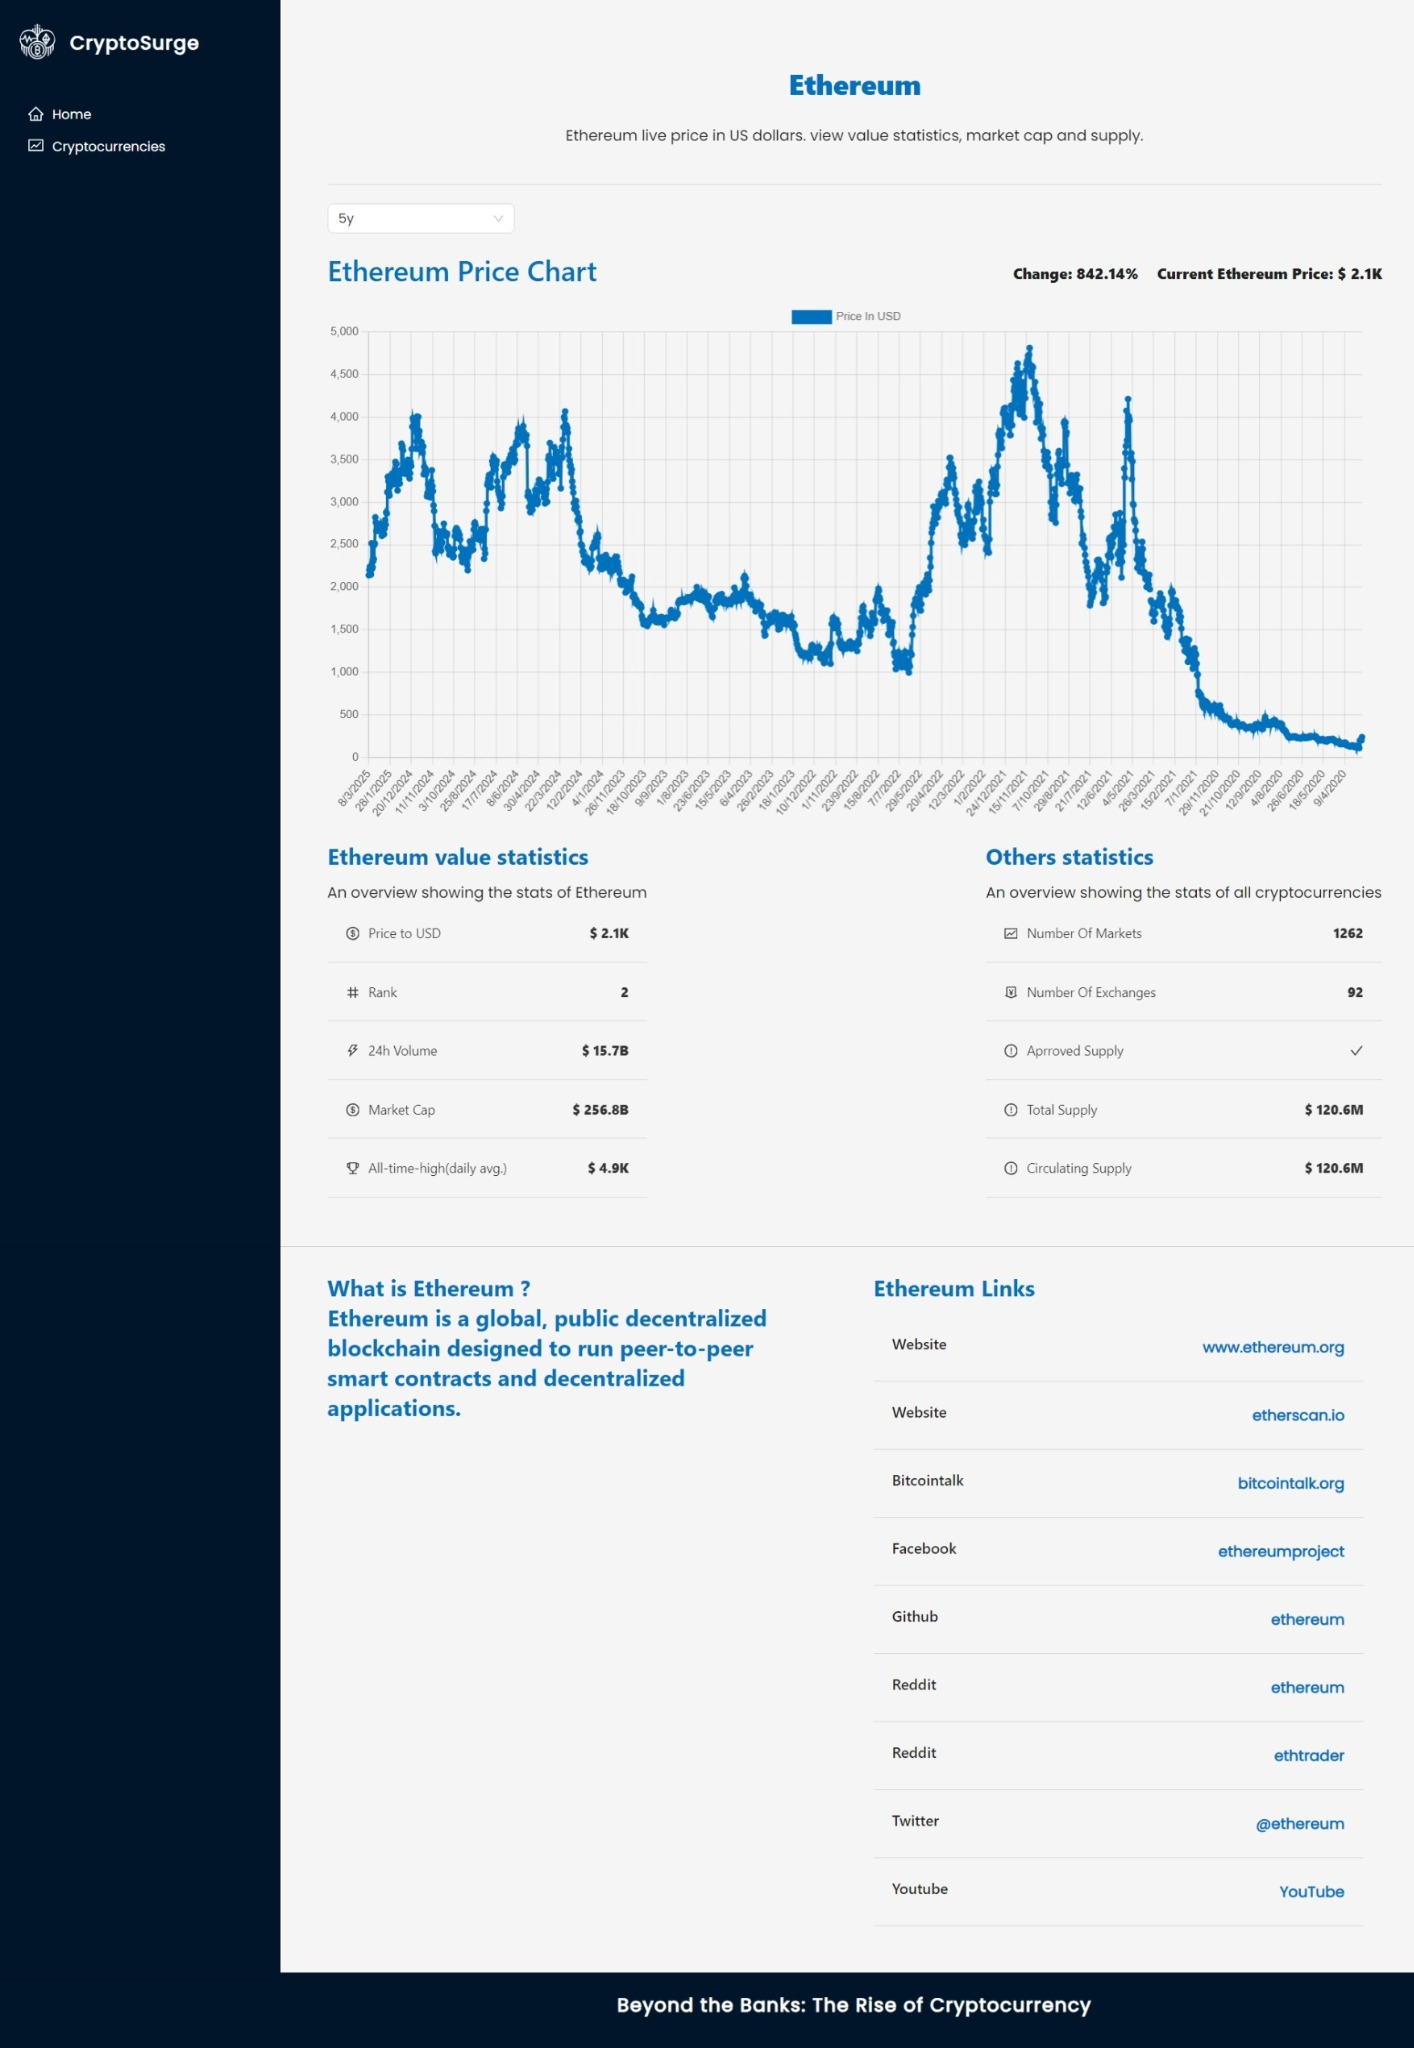 CryptoSurge
Home
Cryptocurrencies
Ethereum
Ethereum live price in US dollars. view value statistics, market cap and supply.
5y
Ethereum Price Chart
Change: 842.14% Current Ethereum Price: $ 2.1K
Price In USD
5,000
4,500
4,000
3,500
3,000
2,500
2,000
1,500
1,000
500
0
8/3/2025 28/1/2025 20/12/2024 11/11/2024 3/10/2024 25/8/2024 17/7/2024 8/6/2024 30/4/2024 22/3/2024 12/2/2024 4/1/2024 26/11/2023 18/10/2023 9/9/2023 1/8/2023 23/6/2023 15/5/2023 6/4/2023 26/2/2023 18/1/2023 10/12/2022 1/11/2022 23/9/2022 15/8/2022 7/7/2022 29/5/2022 20/4/2022 12/3/2022 1/2/2022 24/12/2021 15/11/2021 7/10/2021 29/8/2021 21/7/2021 12/6/2021 4/5/2021 26/3/2021 15/2/2021 7/1/2021 29/11/2020 21/10/2020 12/9/2020 4/8/2020 26/6/2020 18/5/2020 9/4/2020
Ethereum value statistics
An overview showing the stats of Ethereum
Price to USD $ 2.1K
Rank 2
24h Volume $ 15.7B
Market Cap $ 256.8B
All-time-high(daily avg.) $ 4.9K
Others statistics
An overview showing the stats of all cryptocurrencies
Number Of Markets 1262
Number Of Exchanges 92
Aprroved Supply
Total Supply $ 120.6M
Circulating Supply $ 120.6M
What is Ethereum ?
Ethereum is a global, public decentralized
blockchain designed to run peer-to-peer
smart contracts and decentralized
applications.
Ethereum Links
Website www.ethereum.org
Website etherscan.io
Bitcointalk bitcointalk.org
Facebook ethereumproject
Github ethereum
Reddit ethereum
Reddit ethtrader
Twitter @ethereum
Youtube YouTube
Beyond the Banks: The Rise of Cryptocurrency